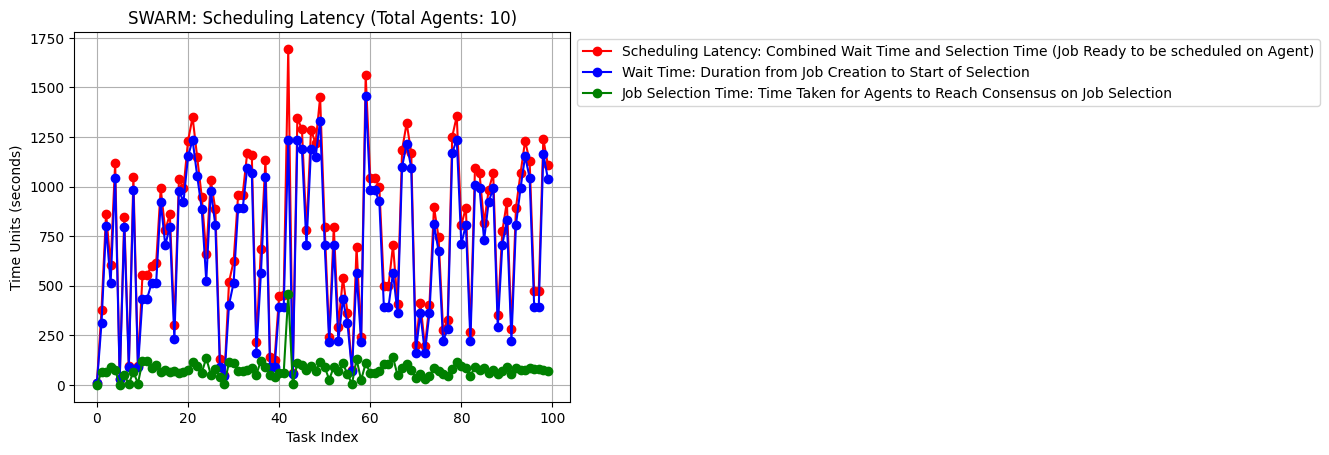 SWARM: Scheduling Latency (Total Agents: 10)
Scheduling Latency: Combined Wait Time and Selection Time (Job Ready to be scheduled on Agent)
Wait Time: Duration from Job Creation to Start of Selection
Job Selection Time: Time Taken for Agents to Reach Consensus on Job Selection
Time Units (seconds)
1750
1500
1250
1000
750
500
250
0
0 20 40 60 80 100
Task Index